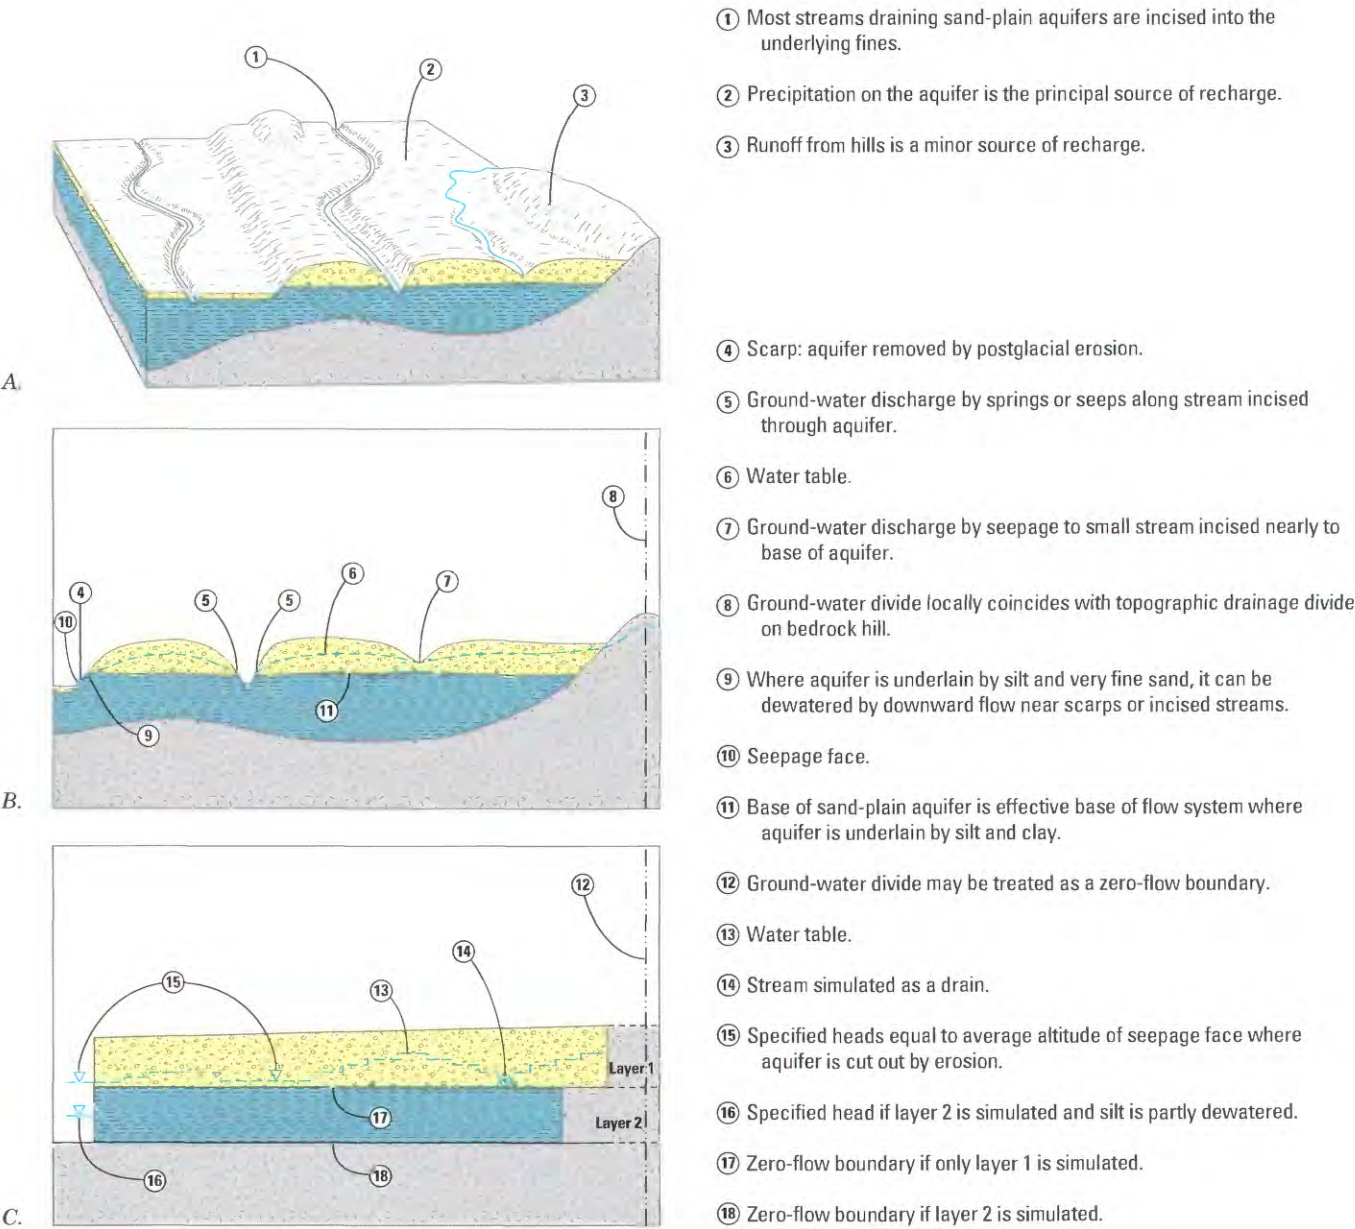 ① Most streams draining sand-plain aquifers are incised into the
underlying fines.
② Precipitation on the aquifer is the principal source of recharge.
③ Runoff from hills is a minor source of recharge.
1
2
3
A.
④ Scarp: aquifer removed by postglacial erosion.
⑤ Ground-water discharge by springs or seeps along stream incised
through aquifer.
⑥ Water table.
⑦ Ground-water discharge by seepage to small stream incised nearly to
base of aquifer.
⑧ Ground-water divide locally coincides with topographic drainage divide
on bedrock hill.
⑨ Where aquifer is underlain by silt and very fine sand, it can be
dewatered by downward flow near scarps or incised streams.
⑩ Seepage face.
⑪ Base of sand-plain aquifer is effective base of flow system where
aquifer is underlain by silt and clay.
8
6
7
4
5
5
10
11
9
B.
⑫ Ground-water divide may be treated as a zero-flow boundary.
⑬ Water table.
⑭ Stream simulated as a drain.
⑮ Specified heads equal to average altitude of seepage face where
aquifer is cut out by erosion.
⑯ Specified head if layer 2 is simulated and silt is partly dewatered.
⑰ Zero-flow boundary if only layer 1 is simulated.
⑱ Zero-flow boundary if layer 2 is simulated.
12
14
15
13
Layer 1
17
Layer 2
16
18
C.